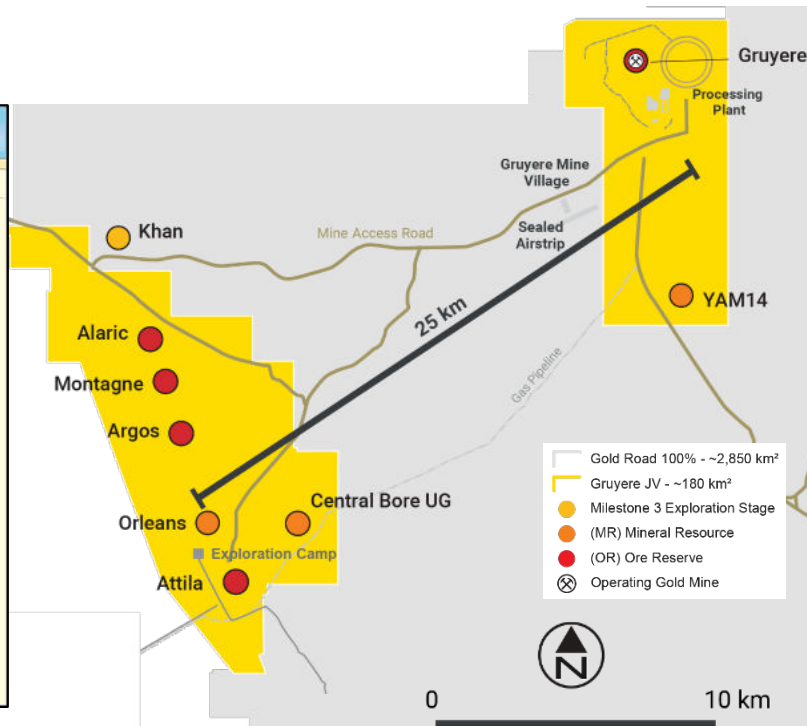 Gruyere
Processing
Plant
Gruyere Mine
Village
Khan
Mine Access Road
Sealed
Airstrip
YAM14
25 km
Alaric
Gas Pipeline
Montagne
Argos
Gold Road 100% - ~2,850 km²
Gruyere JV - ~180 km²
Milestone 3 Exploration Stage
(MR) Mineral Resource
(OR) Ore Reserve
Operating Gold Mine
Central Bore UG
Orleans
Exploration Camp
Attila
N
0 10 km